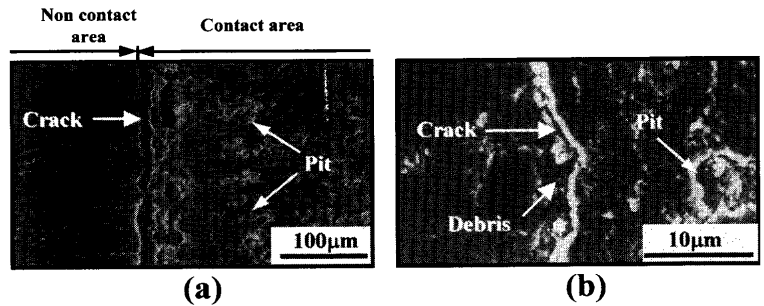 Non contact
area
Contact area
Crack
Pit
100μm
(a)
Crack
Pit
Debris
10μm
(b)